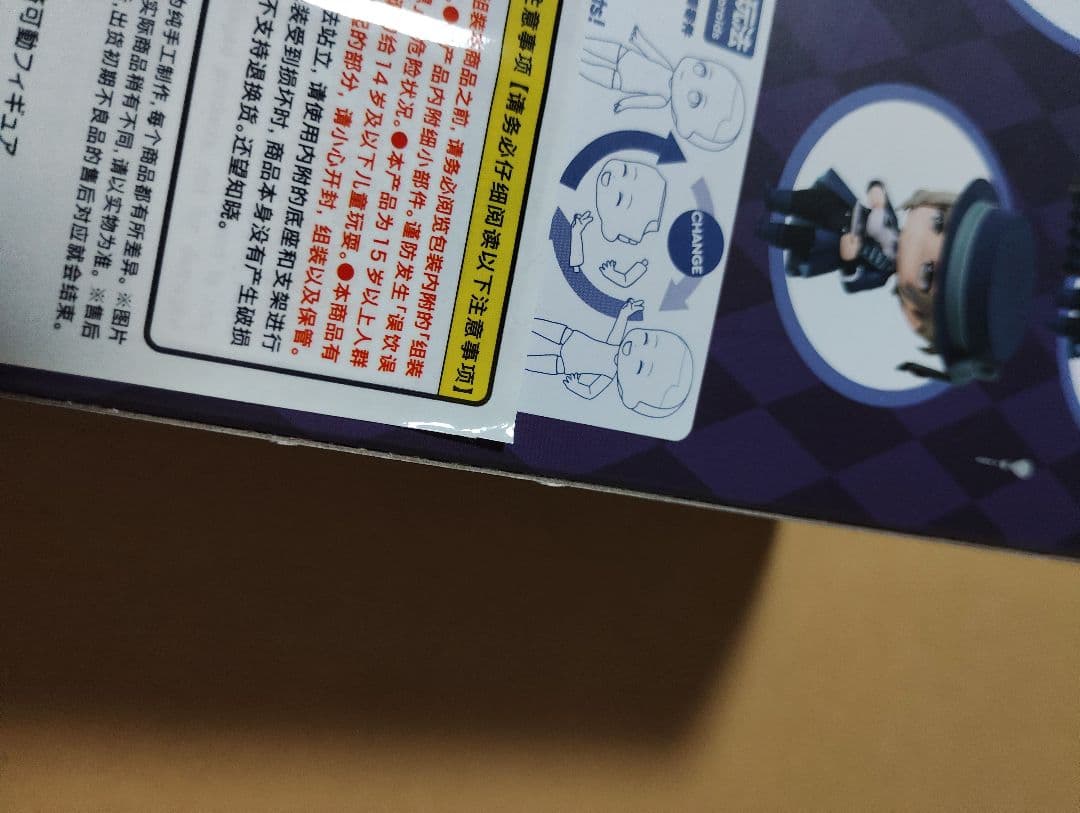 ts!
CHANGE
注意事项【请务必仔细阅读以下注意事项】
组装本商品之前，请务必阅览包装内附的「组装
●产品内附细小部件。谨防发生「误饮误
危险状况。●本产品为15岁以上人群
给14岁及以下儿童玩耍。●本商品有
的部分，请小心开封，组装以及保管。
法站立，请使用内附的底座和支架进行
装受到损坏时，商品本身没有产生破损
不支持退换货。还望知晓。
的纯手工制作，每个商品都有所差异。※图片
实际商品稍有不同，请以实物为准。※售后
，出货初期不良品的售后对应就会结束。
可動フィギュア